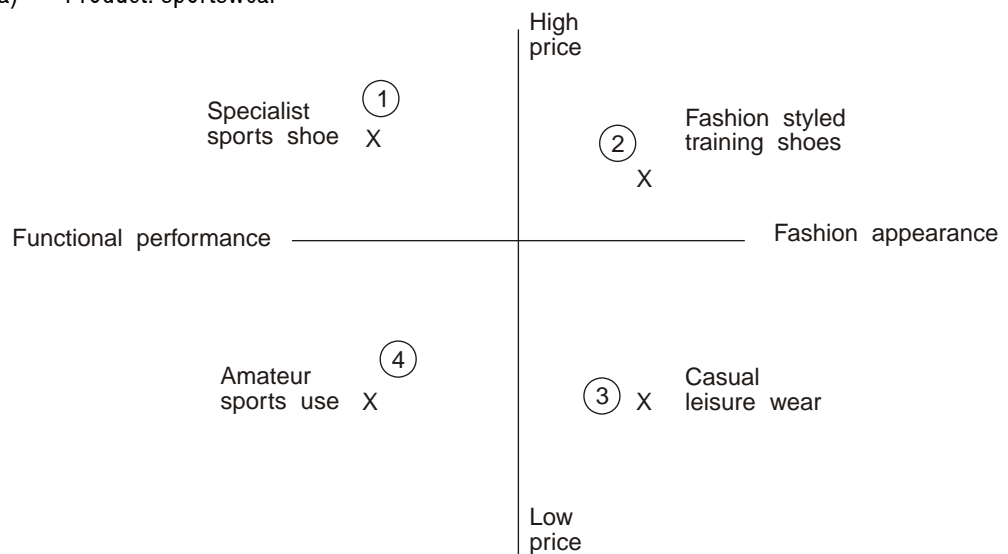 a) Product: sportswear
High
price
1
Specialist
sports shoe X
Fashion styled
training shoes
2
X
Functional performance
Fashion appearance
4
Amateur
sports use X
3 X
Casual
leisure wear
Low
price